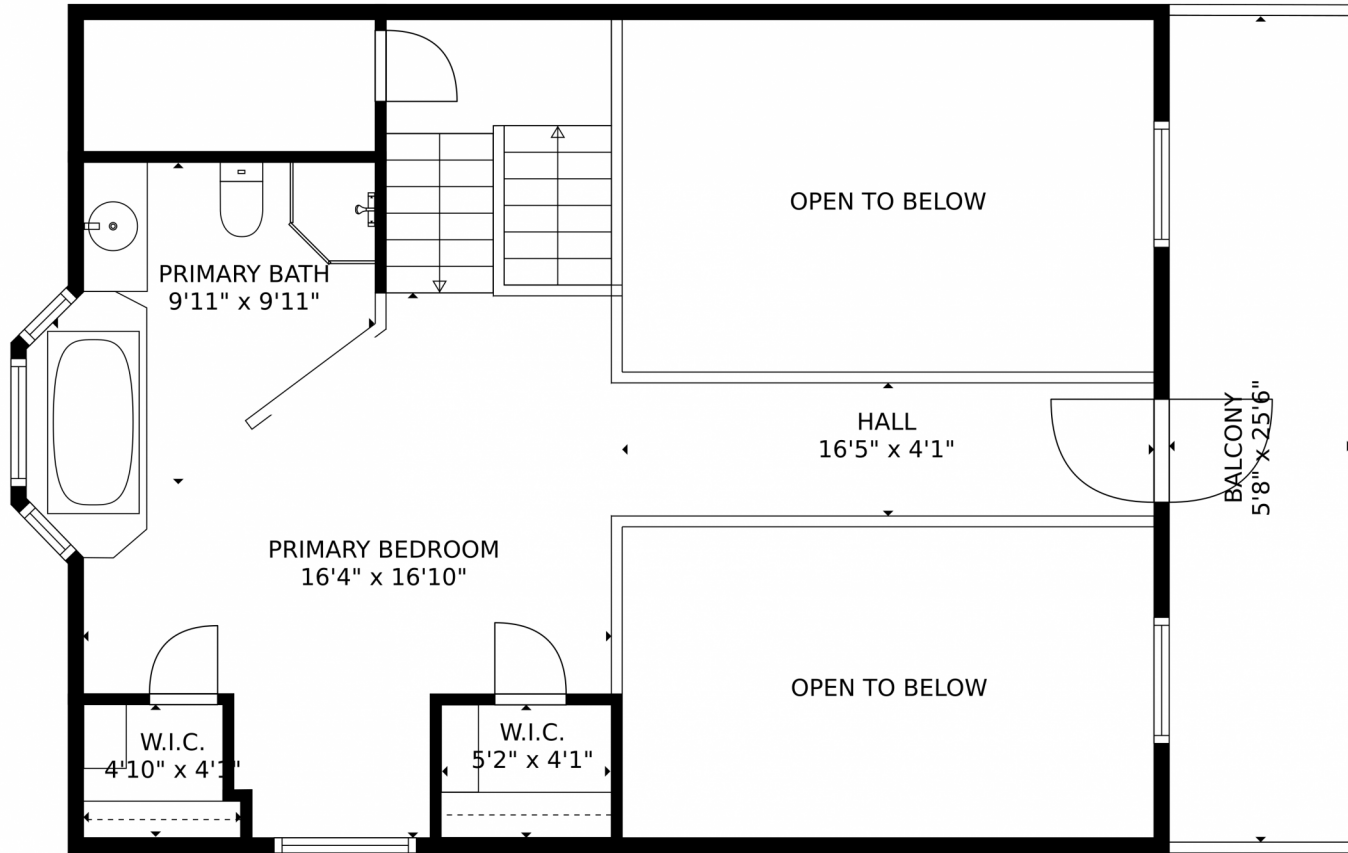 OPEN TO BELOW
PRIMARY BATH
9'11" x 9'11"
HALL
16'5" x 4'1"
BALCONY
5'8" x 25'6"
PRIMARY BEDROOM
16'4" x 16'10"
OPEN TO BELOW
W.I.C.
4'10" x 4'1"
W.I.C.
5'2" x 4'1"